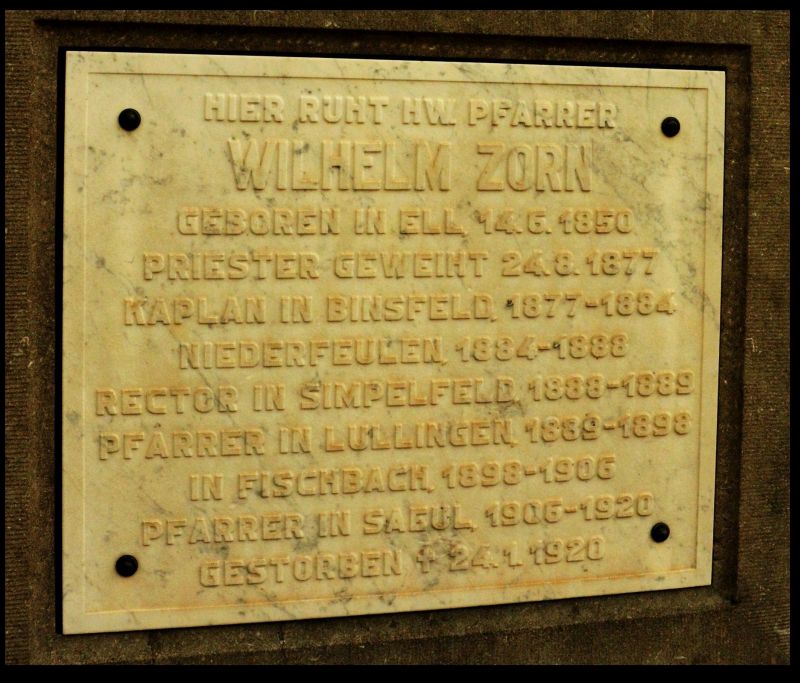 HIER RUHT HW. PFARRER
WILHELM ZORN
GEBOREN IN ELL, 14.6.1850
PRIESTER GEWEIHT 24.8.1877
KAPLAN IN BINSFELD, 1877-1884
NIEDERFEULEN, 1884-1888
RECTOR IN SIMPELFELD, 1888-1889
PFARRER IN LULLINGEN, 1889-1898
IN FISCHBACH, 1898-1906
PFARRER IN SAEUL, 1906-1920
GESTORBEN ✝ 24.1.1920